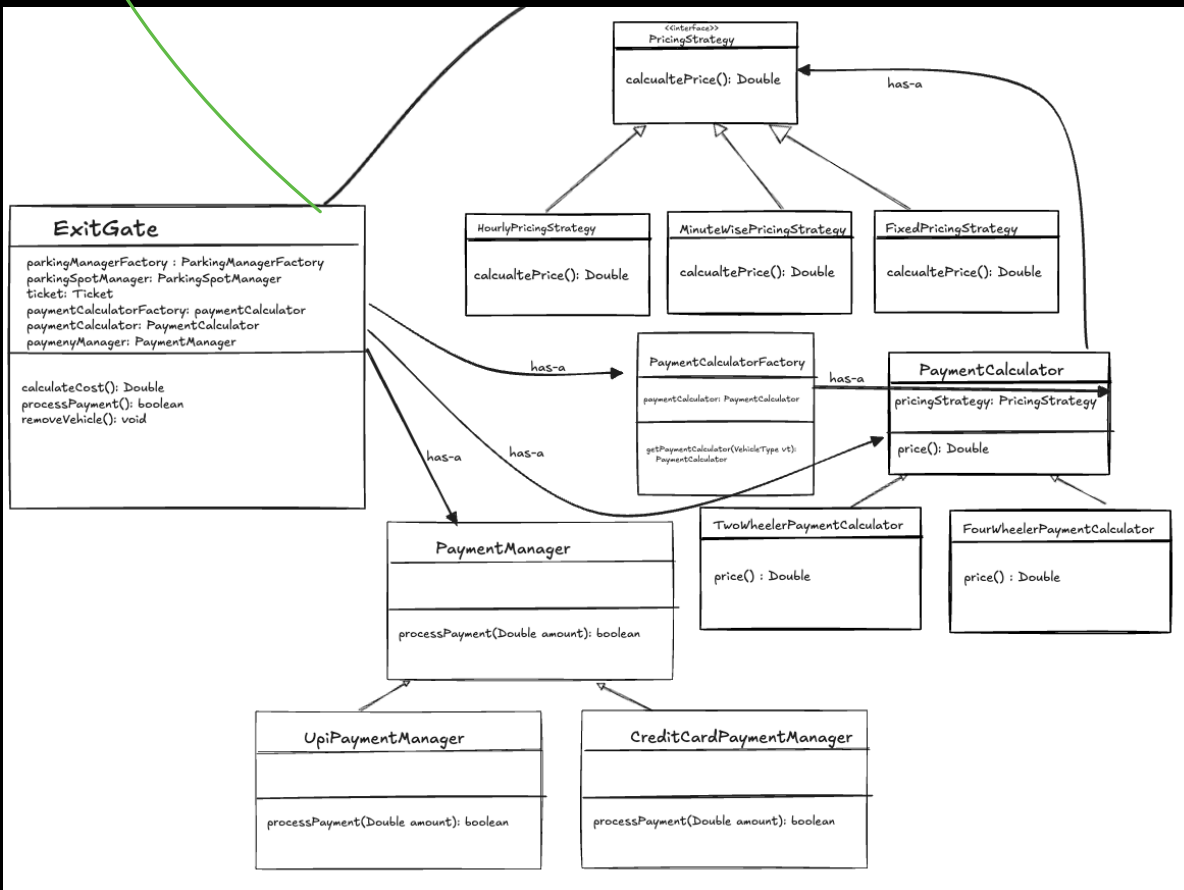 <<interface>>
PricingStrategy
calcualtePrice(): Double
has-a
ExitGate
parkingManagerFactory : ParkingManagerFactory
parkingSpotManager: ParkingSpotManager
ticket: Ticket
paymentCalculatorFactory: paymentCalculator
paymentCalculator: PaymentCalculator
paymenyManager: PaymentManager
calculateCost(): Double
processPayment(): boolean
removeVehicle(): void
HourlyPricingStrategy
calcualtePrice(): Double
MinuteWisePricingStrategy
calcualtePrice(): Double
FixedPricingStrategy
calcualtePrice(): Double
has-a
has-a
has-a
PaymentCalculatorFactory
paymentCalculator: PaymentCalculator
getPaymentCalculator(VehicleType vt):
PaymentCalculator
has-a
PaymentCalculator
pricingStrategy: PricingStrategy
price(): Double
TwoWheelerPaymentCalculator
price() : Double
FourWheelerPaymentCalculator
price() : Double
PaymentManager
processPayment(Double amount): boolean
UpiPaymentManager
processPayment(Double amount): boolean
CreditCardPaymentManager
processPayment(Double amount): boolean